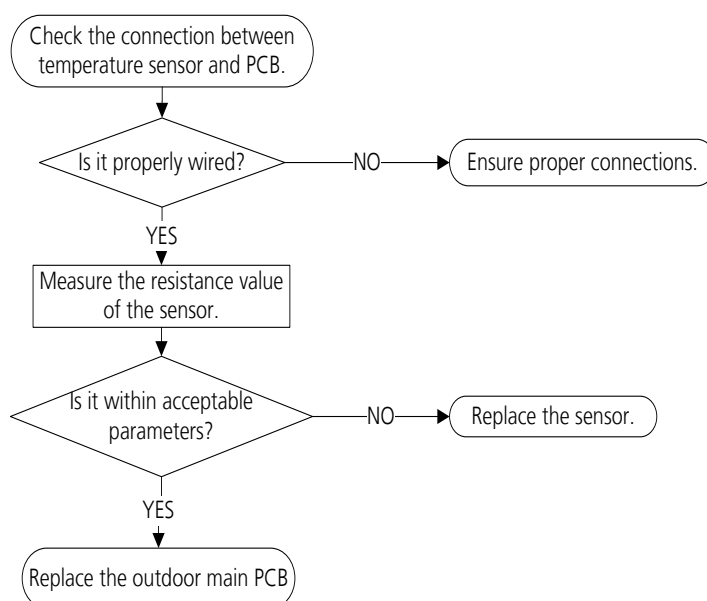 Check the connection between
temperature sensor and PCB.
Is it properly wired?
NO
Ensure proper connections.
YES
Measure the resistance value
of the sensor.
Is it within acceptable
parameters?
NO
Replace the sensor.
YES
Replace the outdoor main PCB